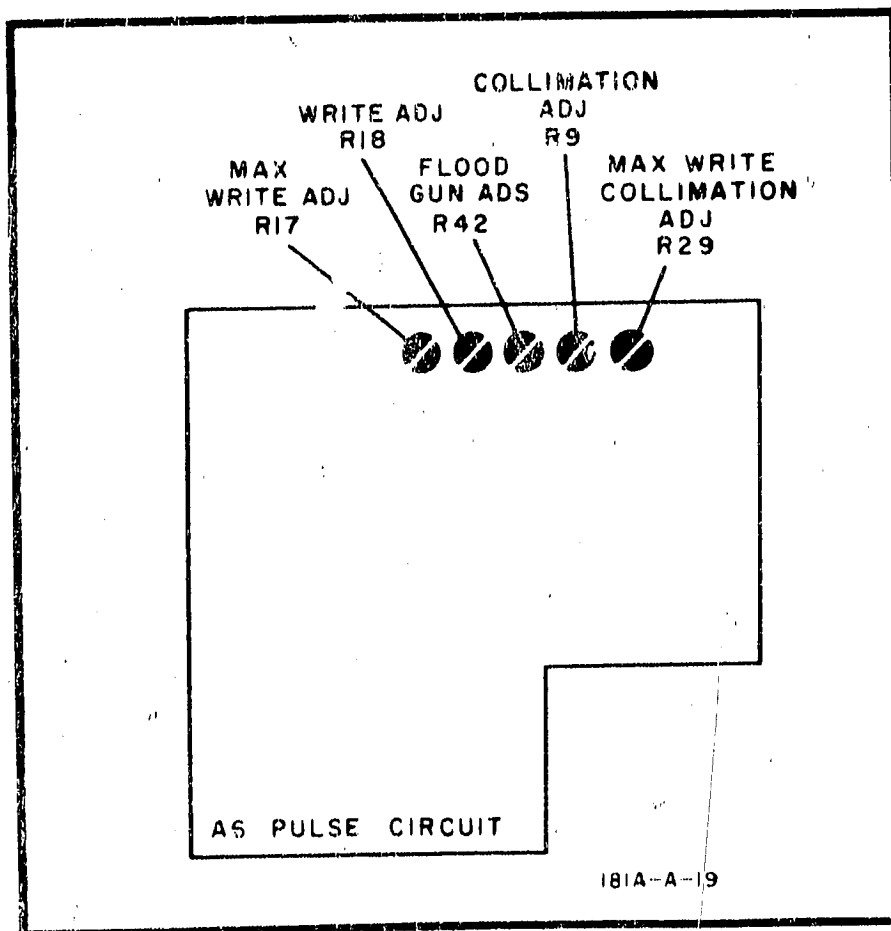 MAX
WRITE ADJ
R17
WRITE ADJ
R18
FLOOD
GUN ADS
R42
COLLIMATION
ADJ
R9
MAX WRITE
COLLIMATION
ADJ
R29
A6 PULSE CIRCUIT
181A-A-19